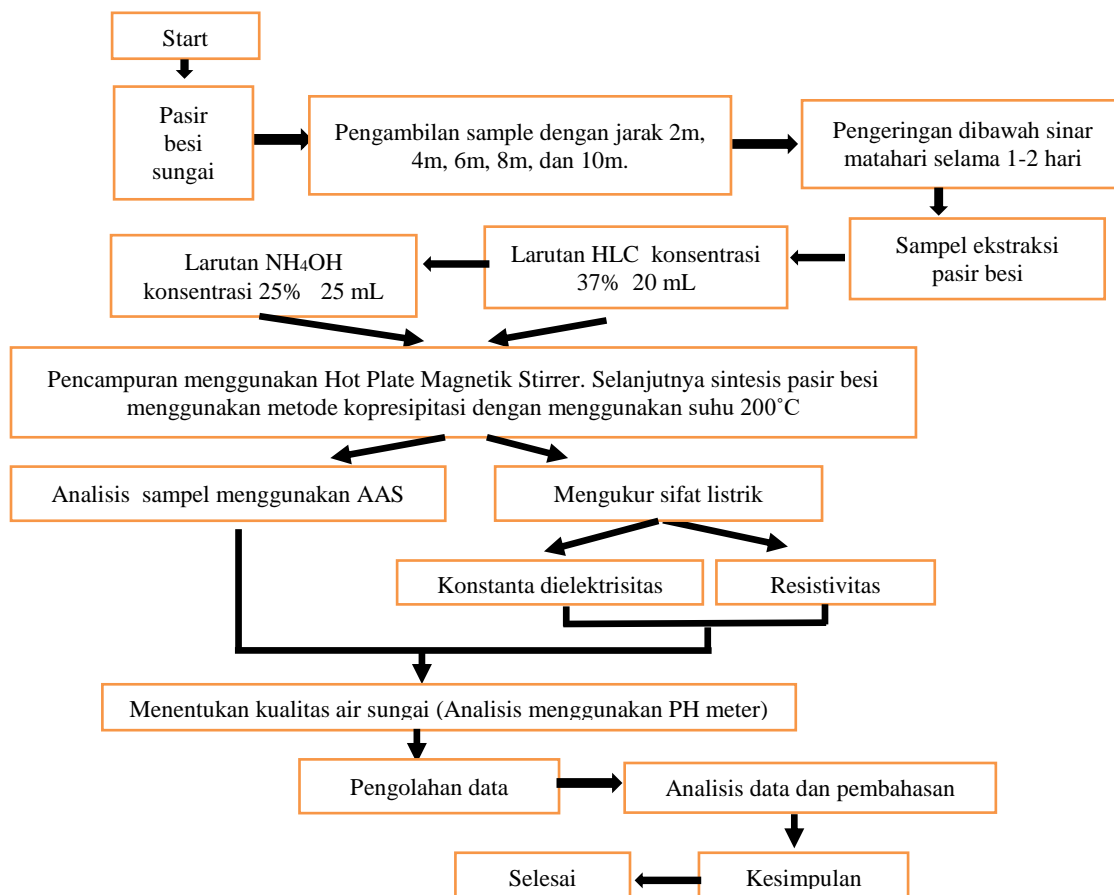 Start
Pasir
besi
sungai
Pengambilan sample dengan jarak 2m,
4m, 6m, 8m, dan 10m.
Pengeringan dibawah sinar
matahari selama 1-2 hari
Sampel ekstraksi
pasir besi
Larutan HLC konsentrasi
37% 20 mL
Larutan NH₄OH
konsentrasi 25% 25 mL
Pencampuran menggunakan Hot Plate Magnetik Stirrer. Selanjutnya sintesis pasir besi
menggunakan metode kopresipitasi dengan menggunakan suhu 200˚C
Analisis sampel menggunakan AAS
Mengukur sifat listrik
Konstanta dielektrisitas
Resistivitas
Menentukan kualitas air sungai (Analisis menggunakan PH meter)
Pengolahan data
Analisis data dan pembahasan
Kesimpulan
Selesai